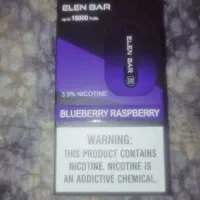 ELEN BAR
up to 10000 Puffs
ELEN BAR
3.5% NICOTINE
BLUEBERRY RASPBERRY
WARNING:
THIS PRODUCT CONTAINS
NICOTINE. NICOTINE IS
AN ADDICTIVE CHEMICAL.